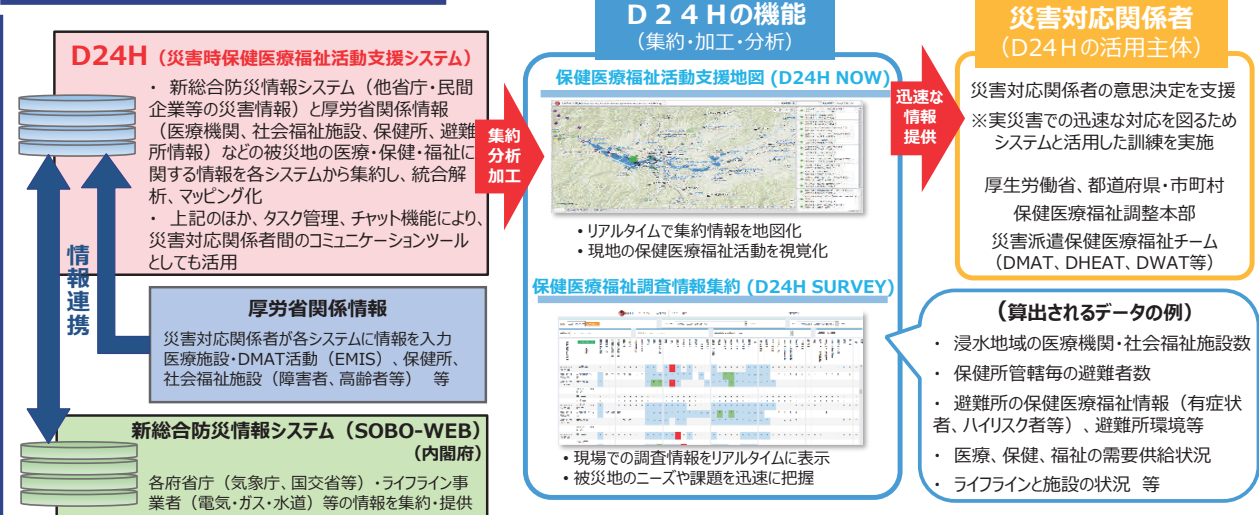 D24H（災害時保健医療福祉活動支援システム）
・ 新総合防災情報システム（他省庁・民間
企業等の災害情報）と厚労省関係情報
（医療機関、社会福祉施設、保健所、避難
所情報）などの被災地の医療・保健・福祉に
関する情報を各システムから集約し、統合解
析、マッピング化
・ 上記のほか、タスク管理、チャット機能により、
災害対応関係者間のコミュニケーションツール
としても活用
情報連携
厚労省関係情報
災害対応関係者が各システムに情報を入力
医療施設・DMAT活動（EMIS）、保健所、
社会福祉施設（障害者、高齢者等） 等
新総合防災情報システム（SOBO-WEB）
（内閣府）
各府省庁（気象庁、国交省等）・ライフライン事
業者（電気・ガス・水道）等の情報を集約・提供
集約
分析
加工
Ｄ２４Ｈの機能
（集約・加工・分析）
保健医療福祉活動支援地図 (D24H NOW)
• リアルタイムで集約情報を地図化
• 現地の保健医療福祉活動を視覚化
保健医療福祉調査情報集約 (D24H SURVEY)
• 現場での調査情報をリアルタイムに表示
• 被災地のニーズや課題を迅速に把握
迅速な
情報
提供
災害対応関係者
（Ｄ24Ｈの活用主体）
災害対応関係者の意思決定を支援
※実災害での迅速な対応を図るため
システムと活用した訓練を実施
厚生労働省、都道府県・市町村
保健医療福祉調整本部
災害派遣保健医療福祉チーム
（DMAT、DHEAT、DWAT等）
（算出されるデータの例）
・ 浸水地域の医療機関・社会福祉施設数
・ 保健所管轄毎の避難者数
・ 避難所の保健医療福祉情報（有症状
者、ハイリスク者等）、避難所環境等
・ 医療、保健、福祉の需要供給状況
・ ライフラインと施設の状況 等